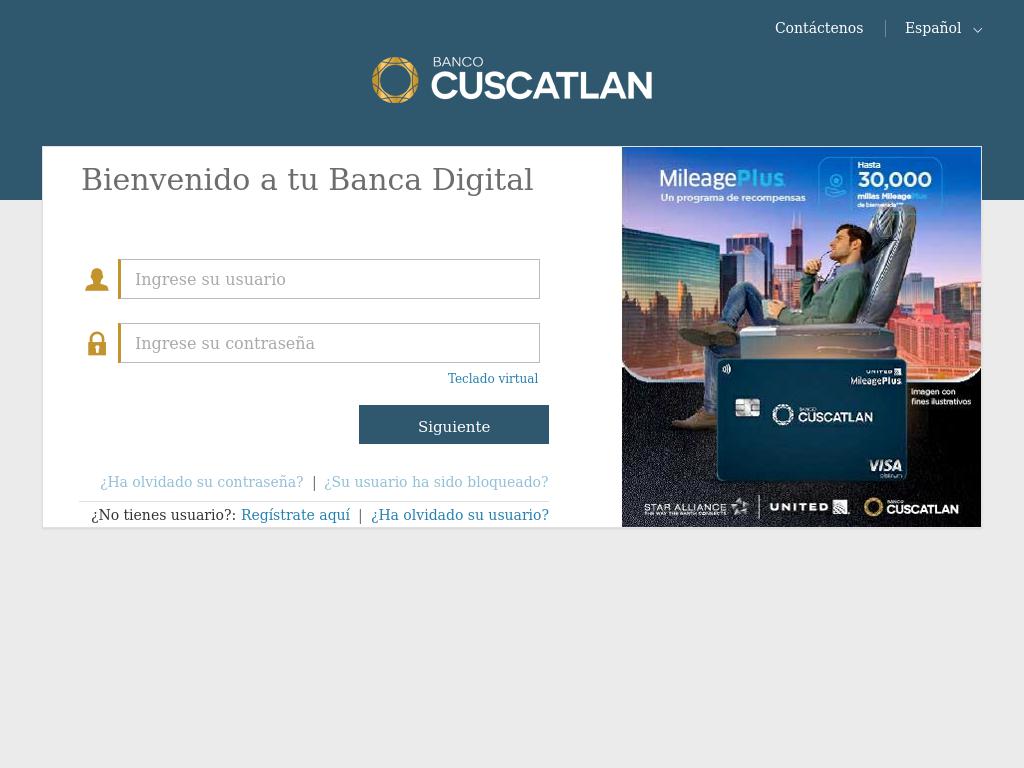 Contáctenos
Español
BANCO
CUSCATLAN
Bienvenido a tu Banca Digital
Ingrese su usuario
Ingrese su contraseña
Teclado virtual
Siguiente
¿Ha olvidado su contraseña? | ¿Su usuario ha sido bloqueado?
¿No tienes usuario?: Regístrate aquí | ¿Ha olvidado su usuario?
MileagePlus
Un programa de recompensas
Hasta
30,000
millas MileagePlus
de bienvenida
UNITED
MileagePlus
Imagen con
fines ilustrativos
BANCO
CUSCATLAN
VISA
platinum
STAR ALLIANCE
THE WAY THE EARTH CONNECTS
UNITED
BANCO
CUSCATLAN